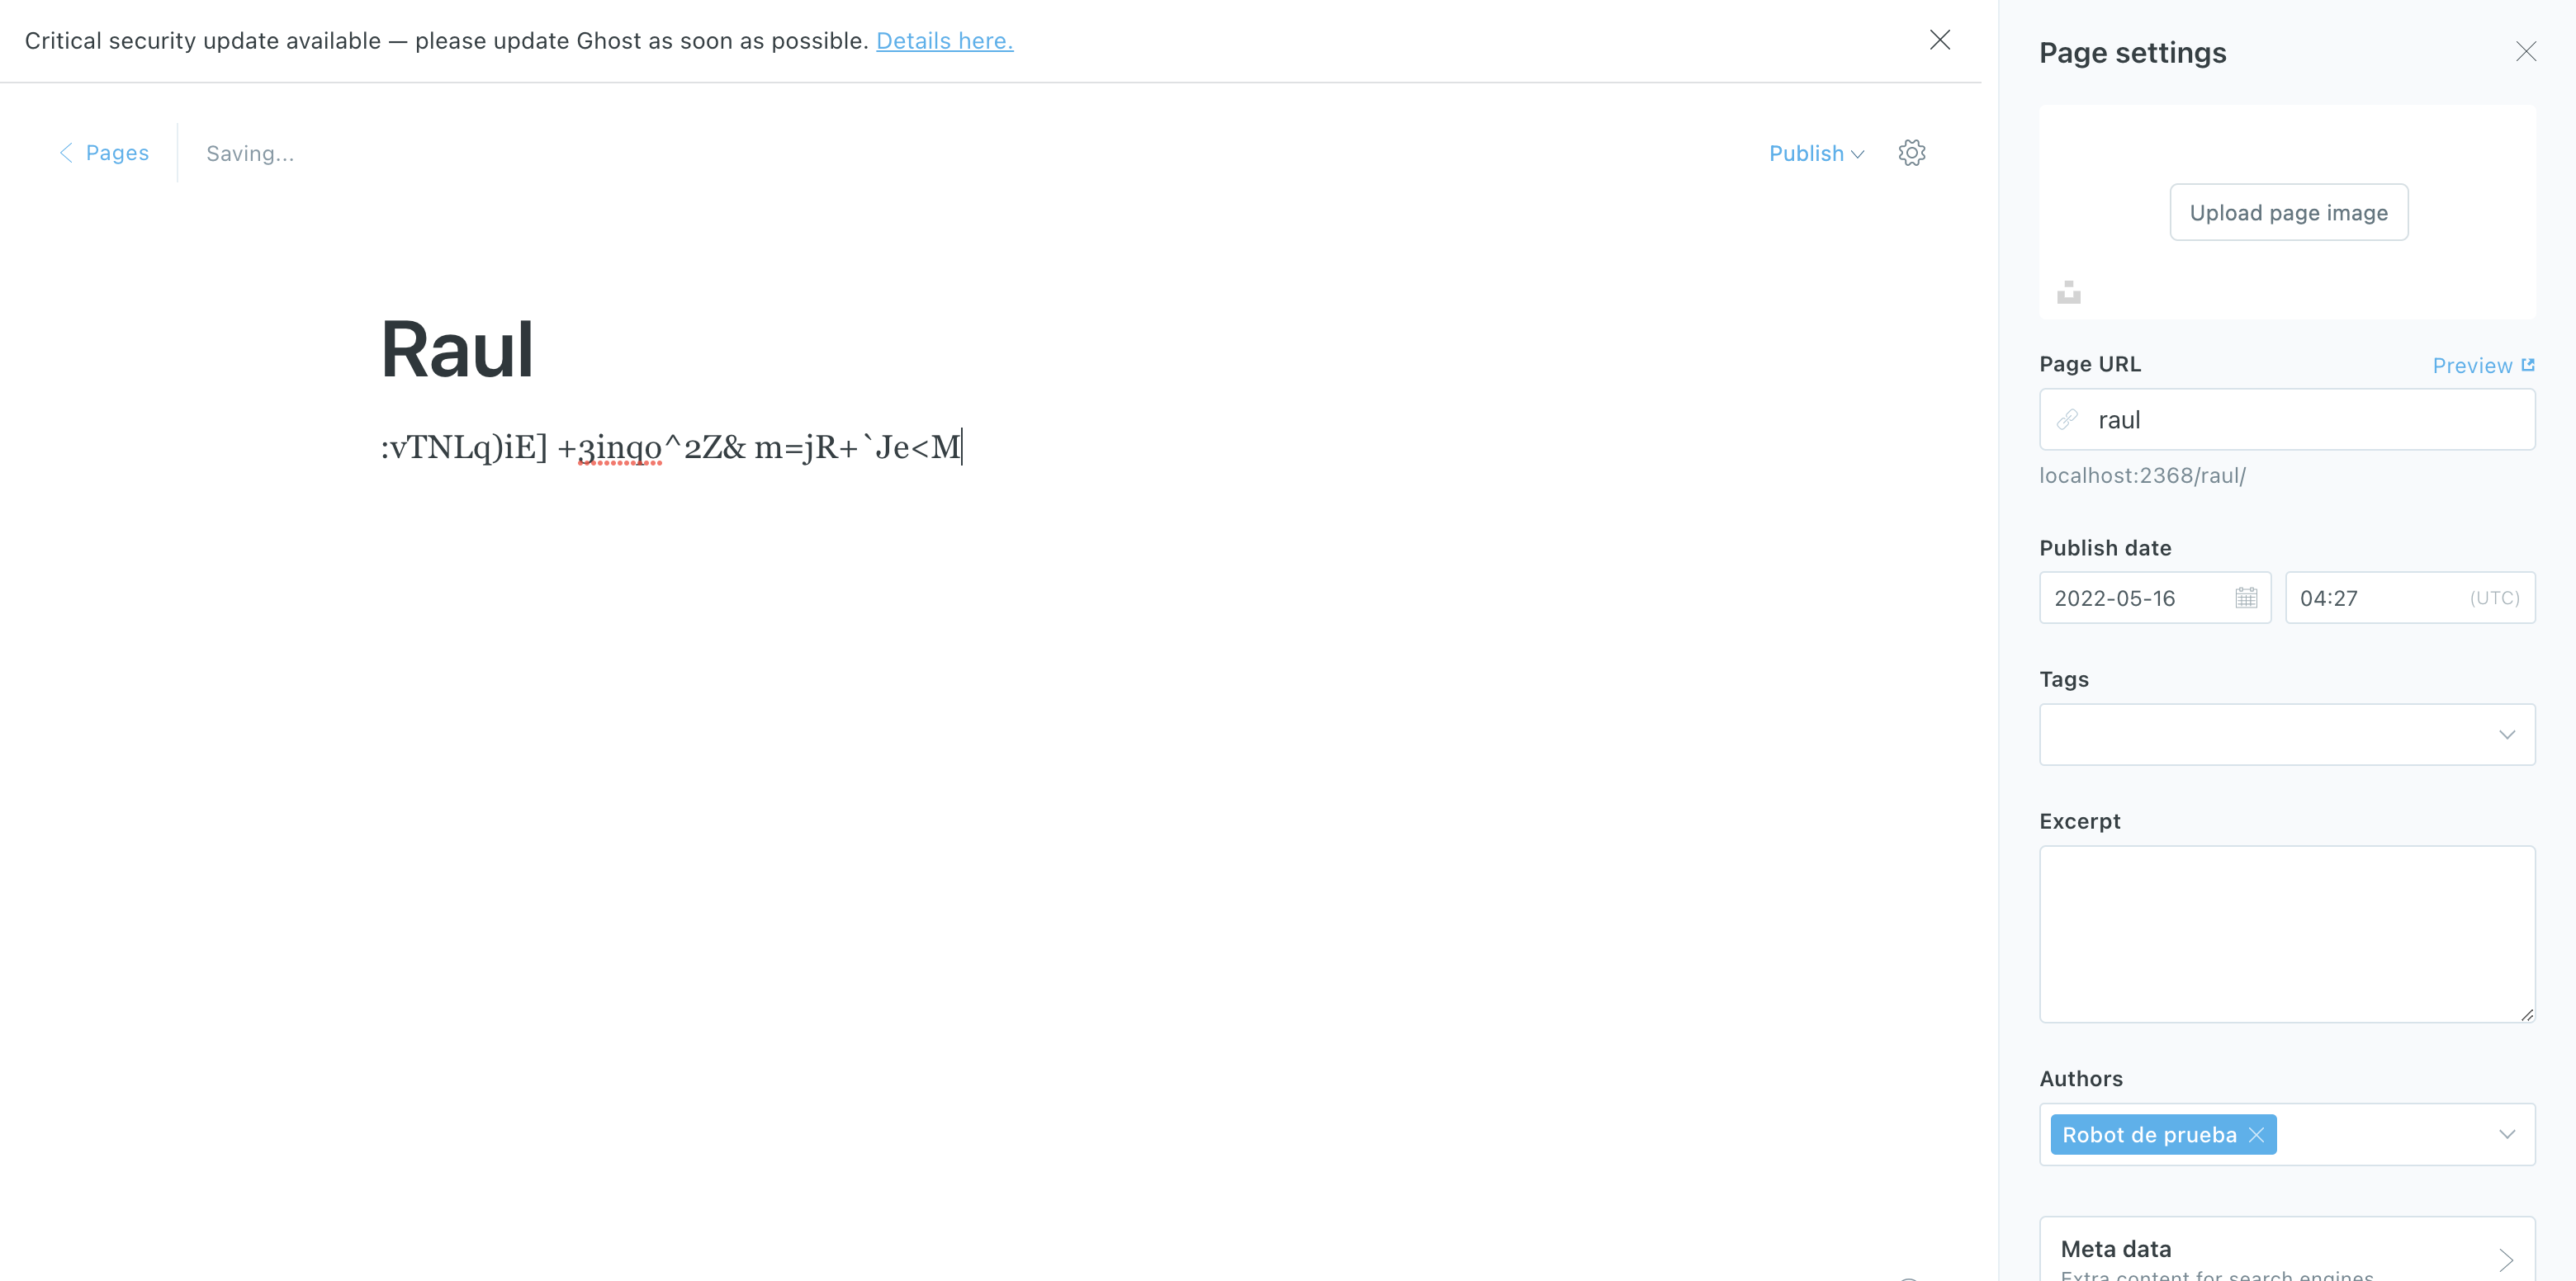 Critical security update available — please update Ghost as soon as possible. Details here.
Pages
Saving...
Publish
Raul
:vTNLq)iE] +3inqo^2Z& m=jR+`Je<M
Page settings
Upload page image
Page URL
Preview
raul
localhost:2368/raul/
Publish date
2022-05-16
04:27
(UTC)
Tags
Excerpt
Authors
Robot de prueba
Meta data
Extra content for search engines